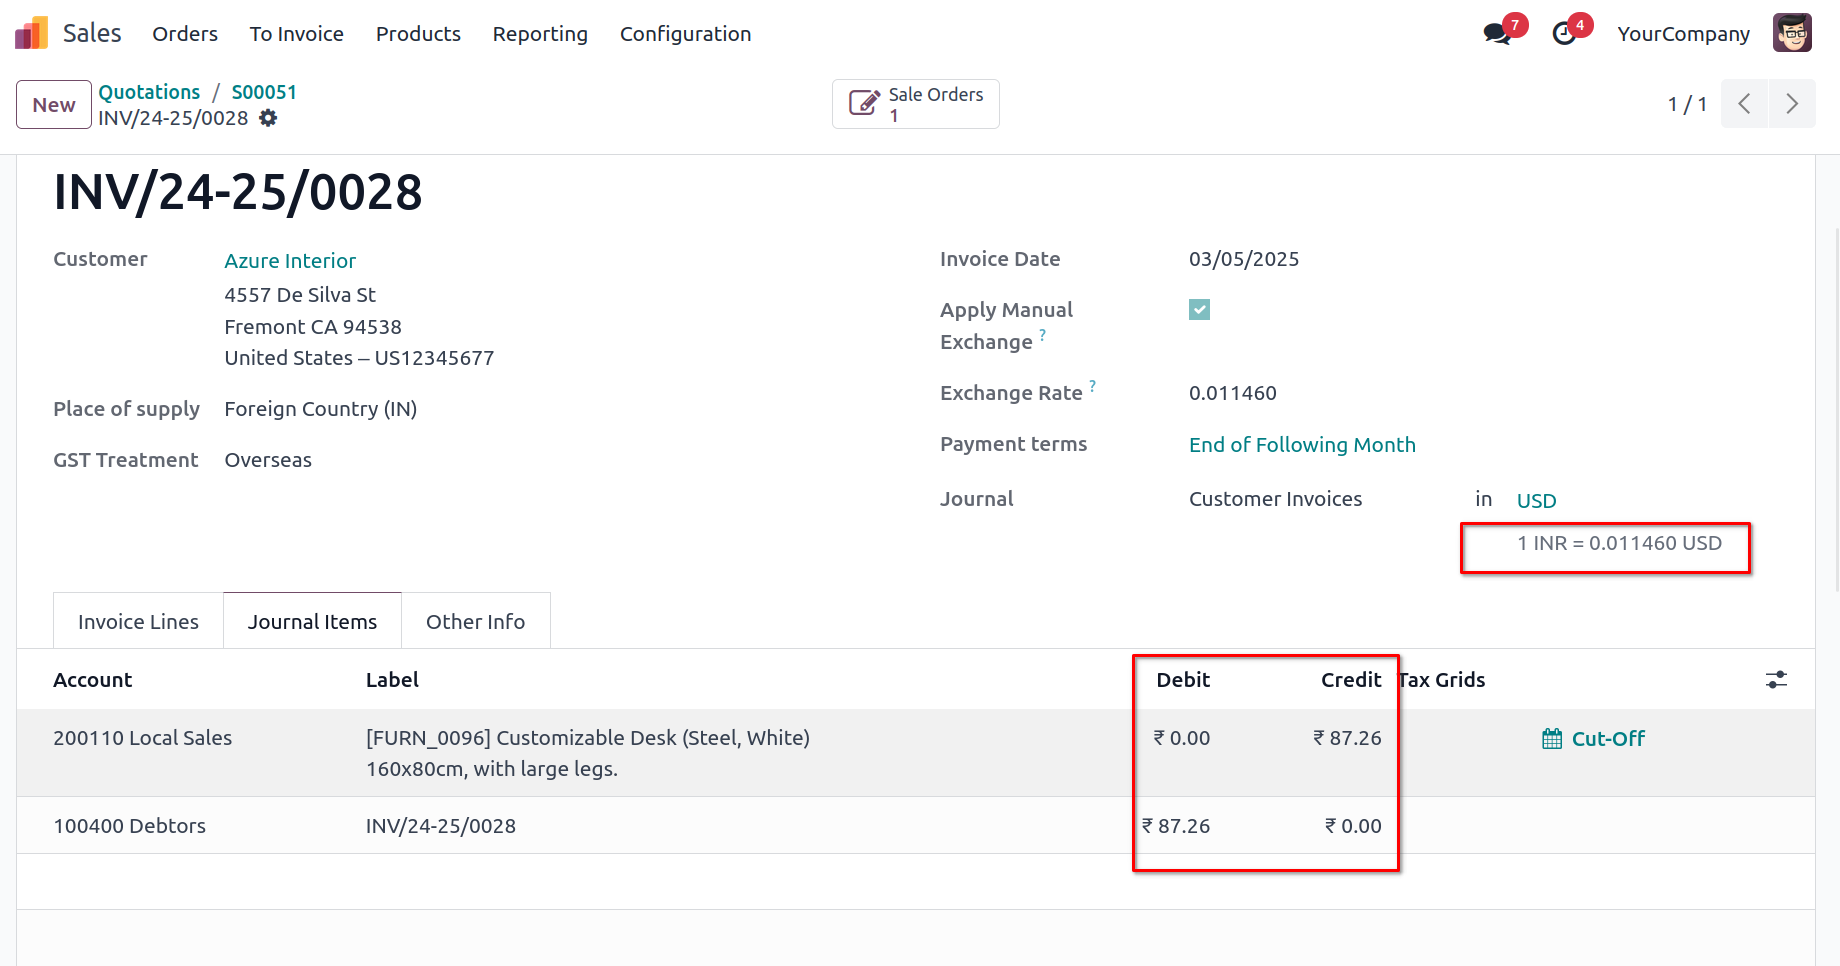 Sales Orders To Invoice Products Reporting Configuration 7 4 YourCompany
New Quotations / S00051
INV/24-25/0028
Sale Orders
1
1 / 1
INV/24-25/0028
Customer Azure Interior
4557 De Silva St
Fremont CA 94538
United States – US12345677
Place of supply Foreign Country (IN)
GST Treatment Overseas
Invoice Date 03/05/2025
Apply Manual
Exchange ?
Exchange Rate ? 0.011460
Payment terms End of Following Month
Journal Customer Invoices in USD
1 INR = 0.011460 USD
Invoice Lines Journal Items Other Info
Account Label Debit Credit Tax Grids
200110 Local Sales [FURN_0096] Customizable Desk (Steel, White) ₹ 0.00 ₹ 87.26 Cut-Off
160x80cm, with large legs.
100400 Debtors INV/24-25/0028 ₹ 87.26 ₹ 0.00